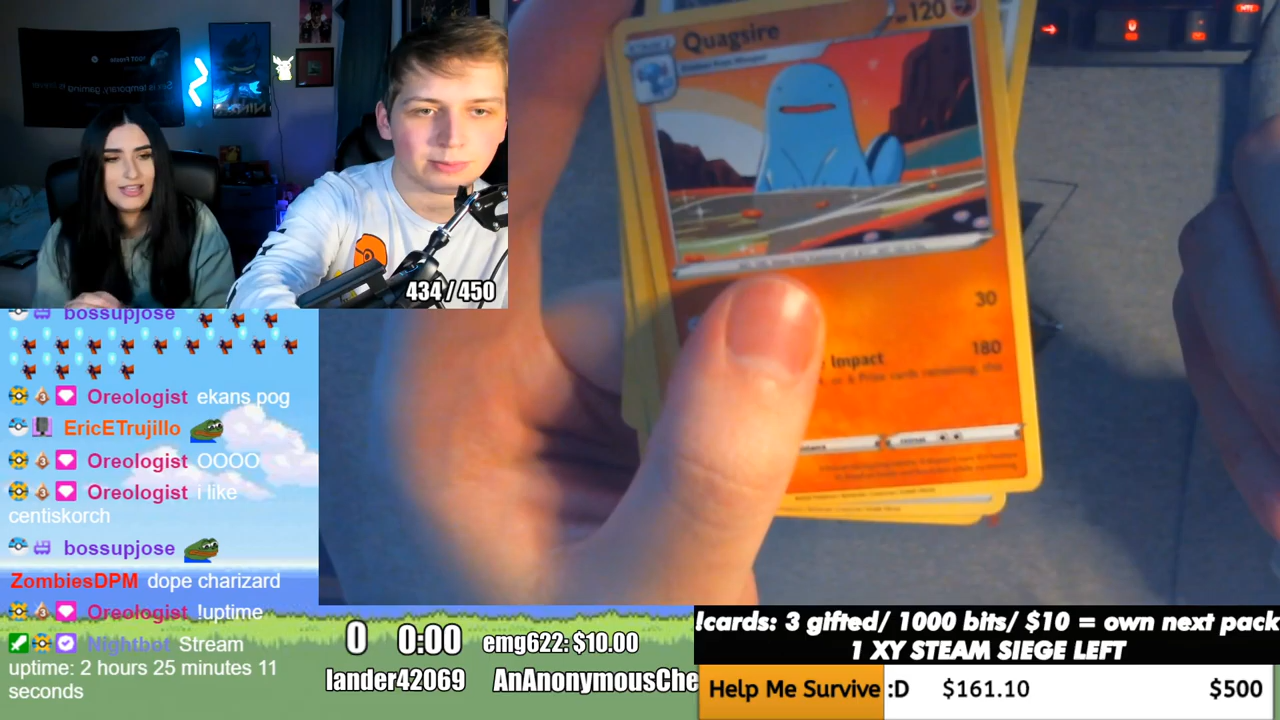 Quagsire
120
30
Impact
180
434 / 450
bossupjose
Oreologist ekans pog
EricETrujillo
Oreologist OOOO
Oreologist i like
centiskorch
bossupjose
ZombiesDPM dope charizard
Oreologist !uptime
Nightbot Stream
uptime: 2 hours 25 minutes 11
seconds
0 0:00 emg622: $10.00
lander42069 AnAnonymousChe
!cards: 3 gifted/ 1000 bits/ $10 = own next pack
1 XY STEAM SIEGE LEFT
Help Me Survive :D $161.10 $500